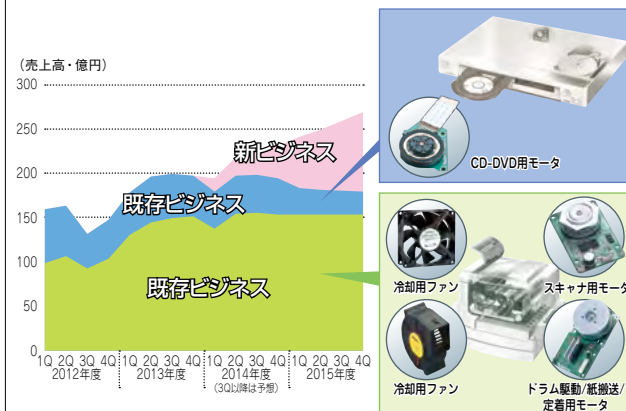 （売上高・億円）
300
250
200
150
100
50
0
新ビジネス
既存ビジネス
既存ビジネス
1Q 2Q 3Q 4Q 1Q 2Q 3Q 4Q 1Q 2Q 3Q 4Q 1Q 2Q 3Q 4Q
2012年度 2013年度 2014年度 2015年度
（3Q以降は予想）
CD-DVD用モータ
冷却用ファン
スキャナ用モータ
冷却用ファン
ドラム駆動/紙搬送/
定着用モータ